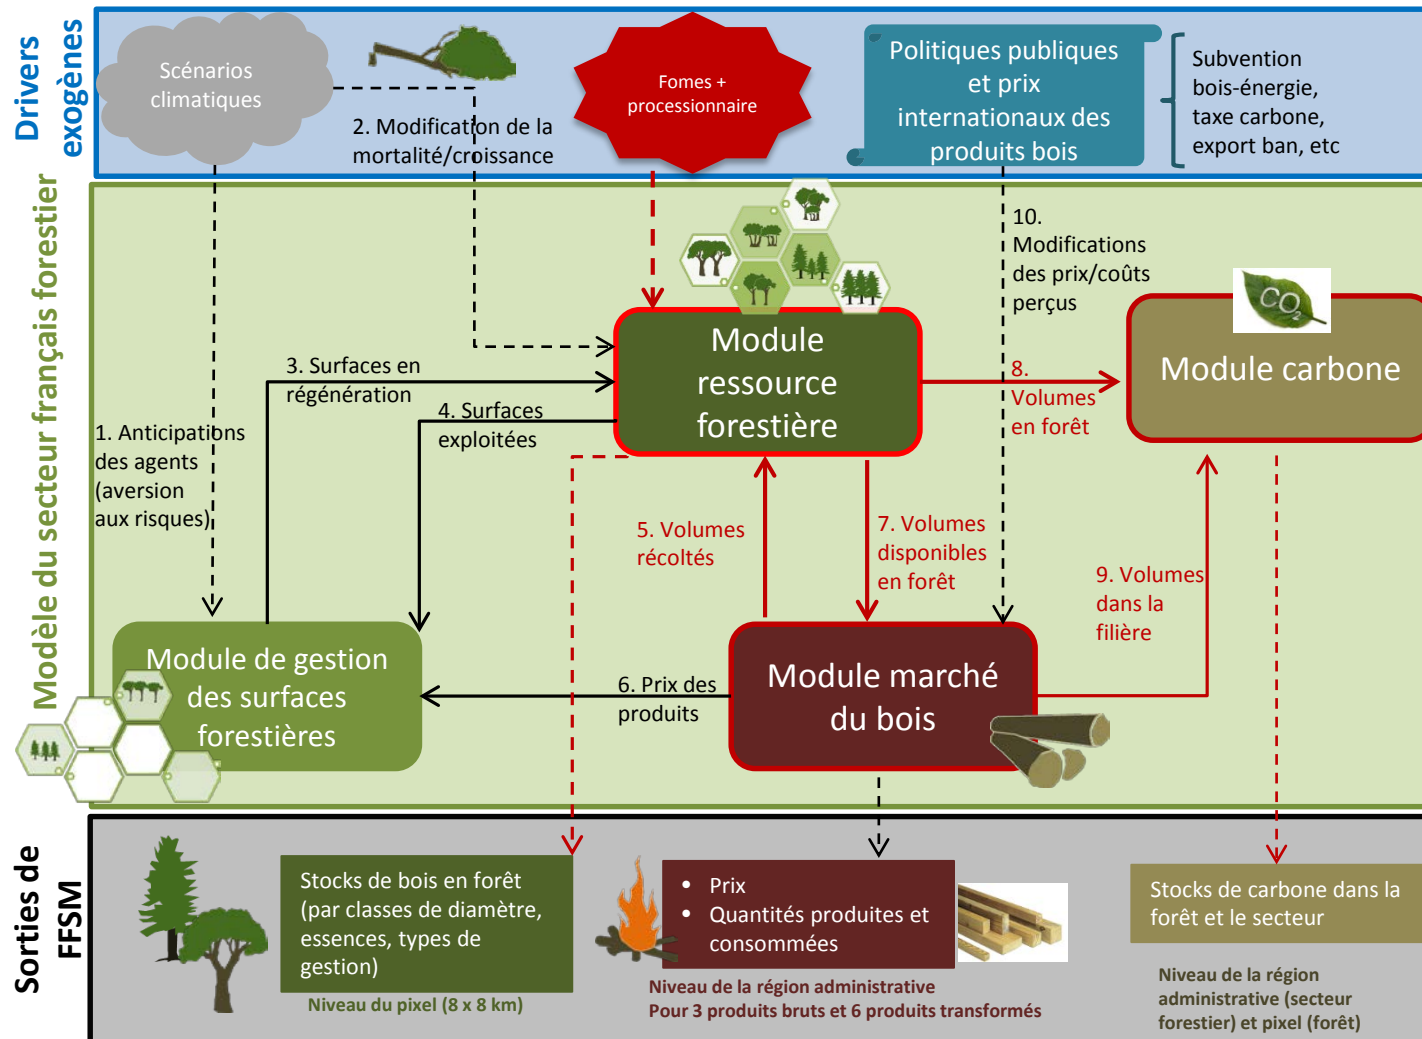 Drivers
exogènes
Scénarios
climatiques
2. Modification de la
mortalité/croissance
Fomes +
processionnaire
Politiques publiques
et prix
internationaux des
produits bois
Subvention
bois-énergie,
taxe carbone,
export ban, etc
Modèle du secteur français forestier
1. Anticipations
des agents
(aversion
aux risques)
3. Surfaces en
régénération
4. Surfaces
exploitées
Module
ressource
forestière
10.
Modifications
des prix/coûts
perçus
8.
Volumes
en forêt
CO2
Module carbone
5. Volumes
récoltés
7. Volumes
disponibles
en forêt
9. Volumes
dans la
filière
Module de gestion
des surfaces
forestières
6. Prix des
produits
Module marché
du bois
Sorties de
FFSM
Stocks de bois en forêt
(par classes de diamètre,
essences, types de
gestion)
Niveau du pixel (8 x 8 km)
• Prix
• Quantités produites et
consommées
Niveau de la région administrative
Pour 3 produits bruts et 6 produits transformés
Stocks de carbone dans la
forêt et le secteur
Niveau de la région
administrative (secteur
forestier) et pixel (forêt)